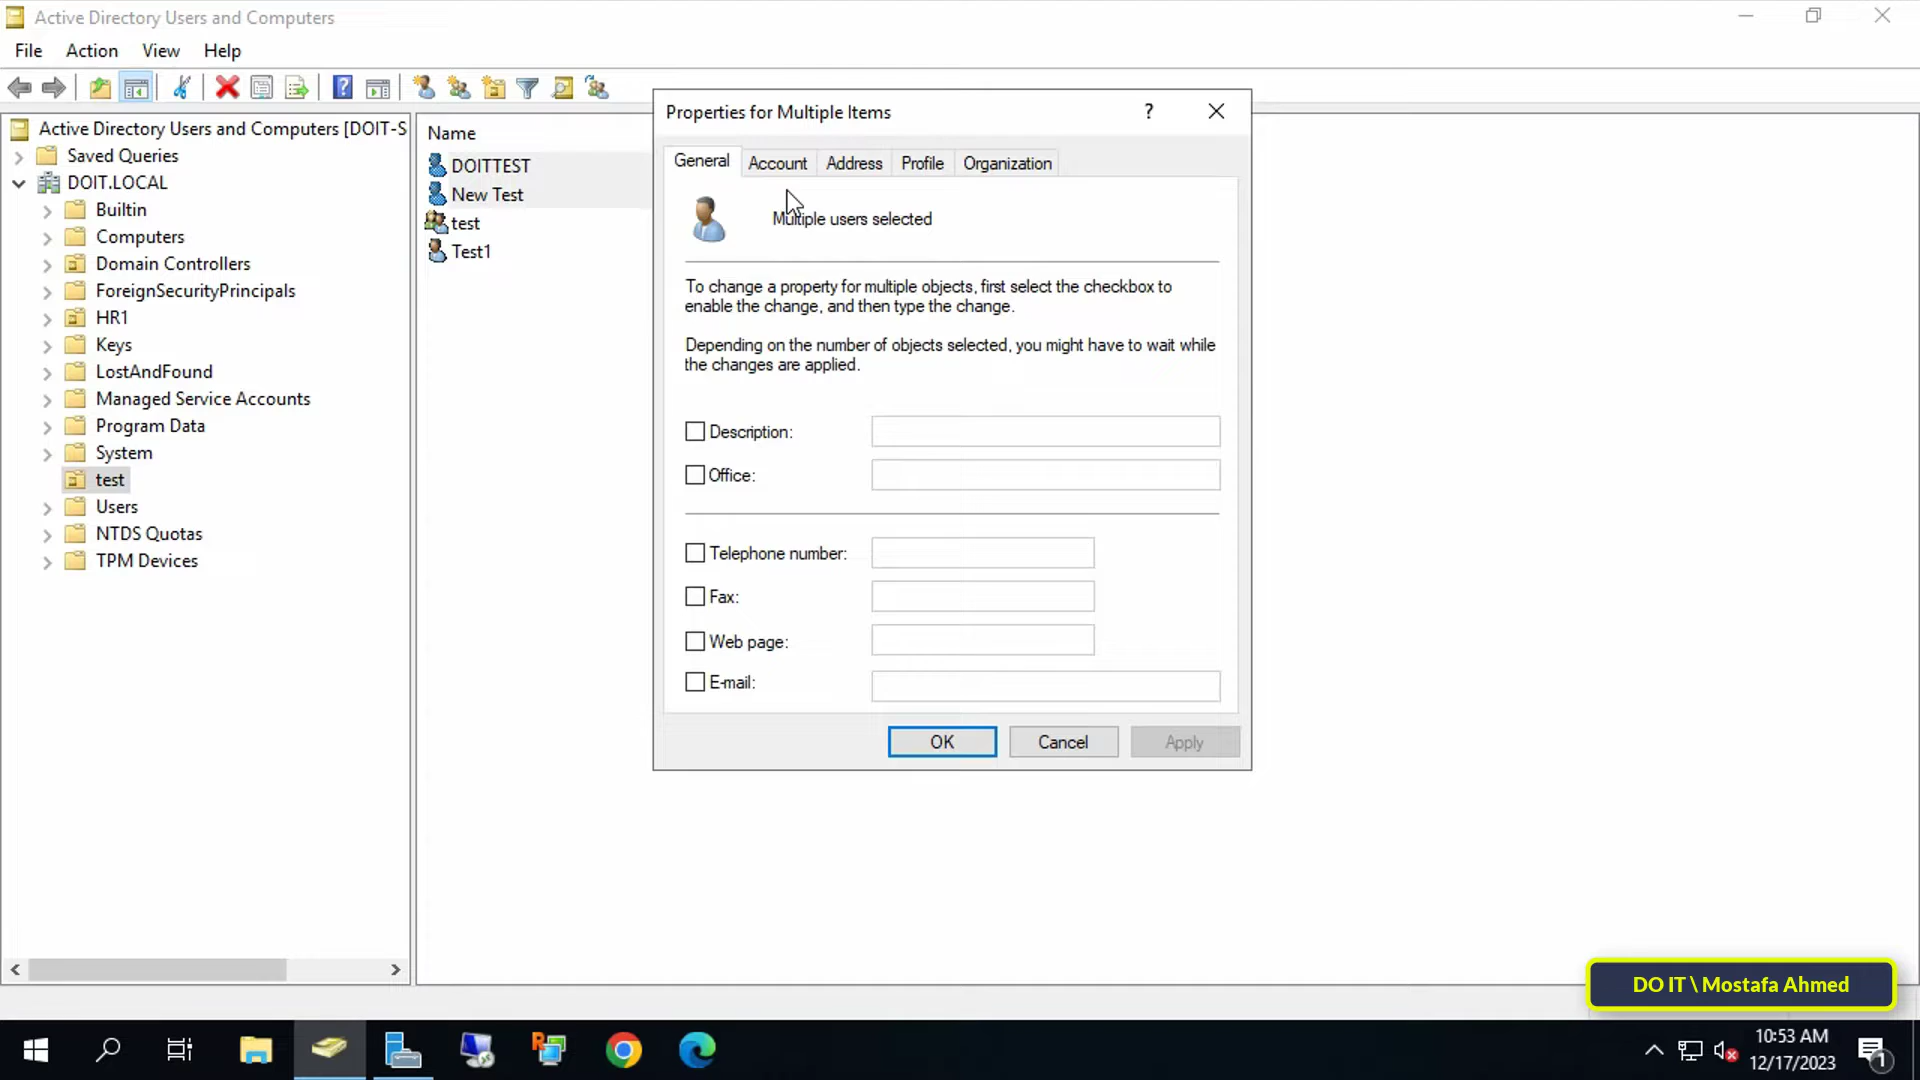 Active Directory Users and Computers
File Action View Help
Active Directory Users and Computers [DOIT-S
Saved Queries
DOIT.LOCAL
Builtin
Computers
Domain Controllers
ForeignSecurityPrincipals
HR1
Keys
LostAndFound
Managed Service Accounts
Program Data
System
test
Users
NTDS Quotas
TPM Devices
Name
DOITTEST
New Test
test
Test1
Properties for Multiple Items
?
General Account Address Profile Organization
Multiple users selected
To change a property for multiple objects, first select the checkbox to
enable the change, and then type the change.
Depending on the number of objects selected, you might have to wait while
the changes are applied.
Description:
Office:
Telephone number:
Fax:
Web page:
E-mail:
OK Cancel Apply
DO IT \ Mostafa Ahmed
10:53 AM
12/17/2023
1